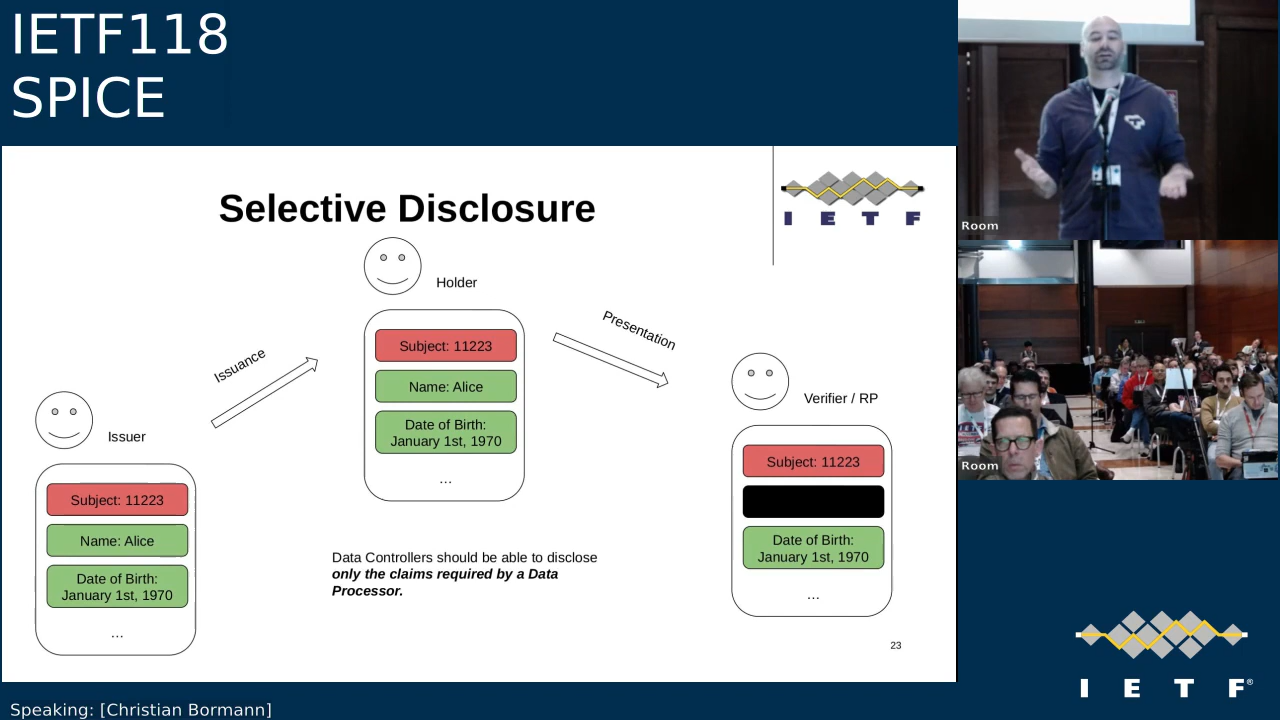 IETF118
SPICE
Selective Disclosure
I E T F
Holder
Subject: 11223
Name: Alice
Date of Birth:
January 1st, 1970
...
Issuance
Presentation
Issuer
Subject: 11223
Name: Alice
Date of Birth:
January 1st, 1970
...
Verifier / RP
Subject: 11223
Date of Birth:
January 1st, 1970
...
Data Controllers should be able to disclose
only the claims required by a Data
Processor.
23
Room
Room
I E T F®
Speaking: [Christian Bormann]